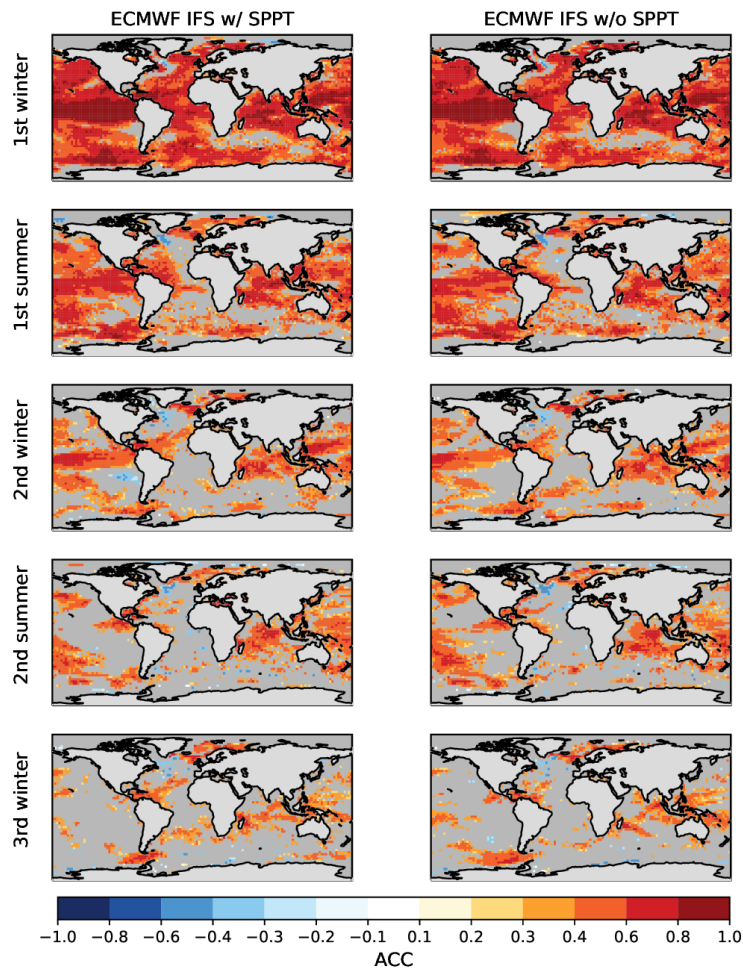 ECMWF IFS w/ SPPT
ECMWF IFS w/o SPPT
1st winter
1st summer
2nd winter
2nd summer
3rd winter
−1.0 −0.8 −0.6 −0.4 −0.3 −0.2 −0.1 0.1 0.2 0.3 0.4 0.6 0.8 1.0
ACC